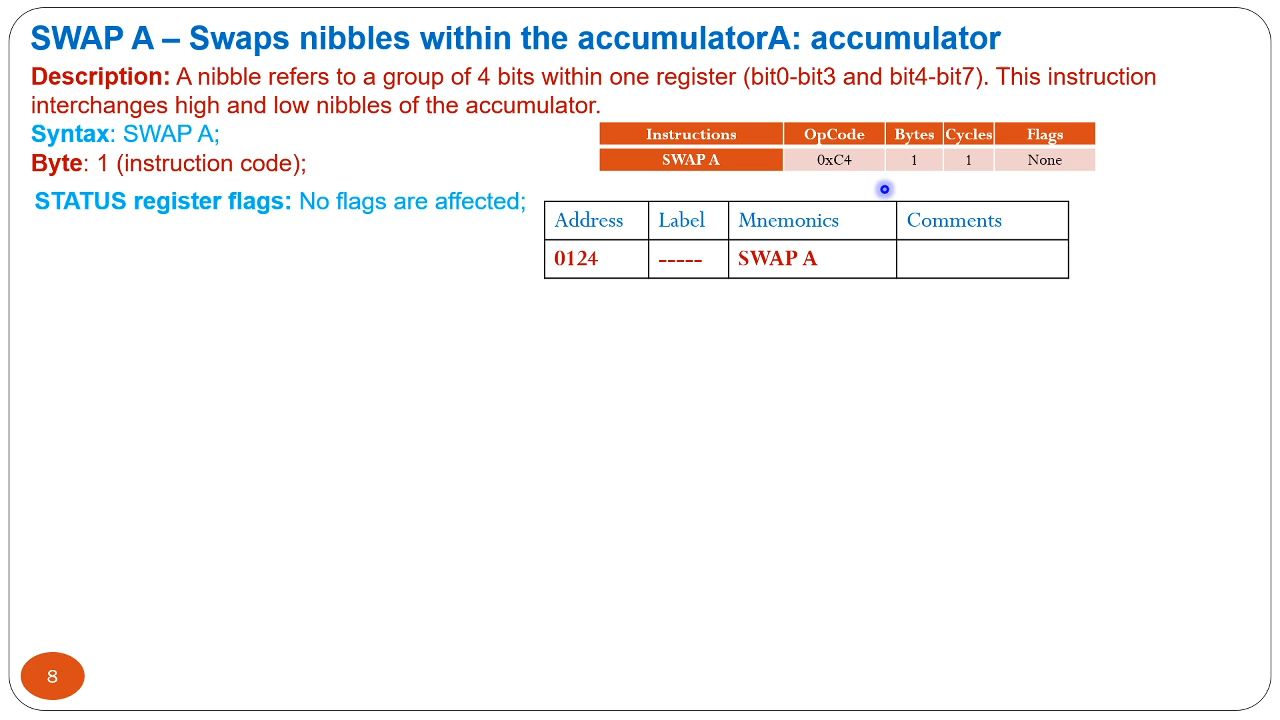 SWAP A – Swaps nibbles within the accumulatorA: accumulator
Description: A nibble refers to a group of 4 bits within one register (bit0-bit3 and bit4-bit7). This instruction
interchanges high and low nibbles of the accumulator.
Syntax: SWAP A;
Byte: 1 (instruction code);
STATUS register flags: No flags are affected;
Instructions OpCode Bytes Cycles Flags
SWAP A 0xC4 1 1 None
Address Label Mnemonics Comments
0124 ----- SWAP A
8